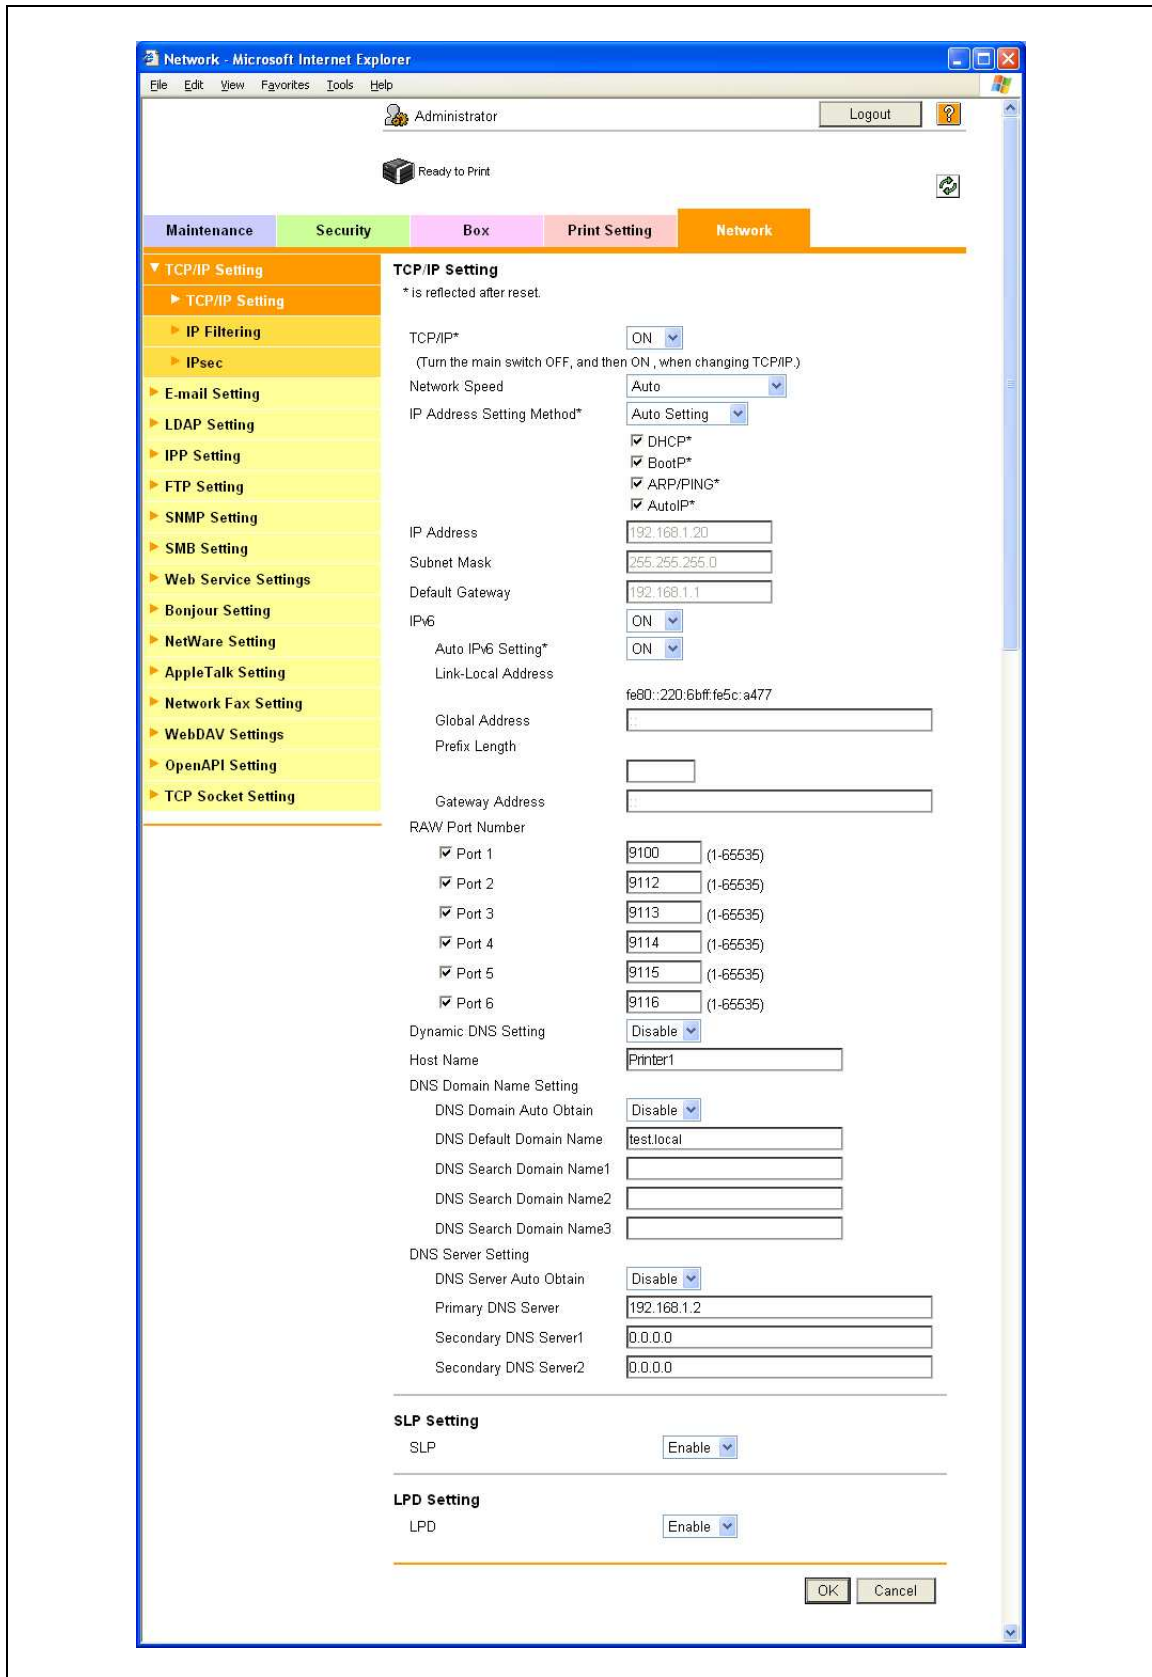 Network - Microsoft Internet Explorer
File Edit View Favorites Tools Help
Administrator Logout ?
Ready to Print
Maintenance Security Box Print Setting Network
TCP/IP Setting
TCP/IP Setting
IP Filtering
IPsec
E-mail Setting
LDAP Setting
IPP Setting
FTP Setting
SNMP Setting
SMB Setting
Web Service Settings
Bonjour Setting
NetWare Setting
AppleTalk Setting
Network Fax Setting
WebDAV Settings
OpenAPI Setting
TCP Socket Setting
TCP/IP Setting
* is reflected after reset.
TCP/IP* ON
(Turn the main switch OFF, and then ON , when changing TCP/IP.)
Network Speed Auto
IP Address Setting Method* Auto Setting
DHCP*
BootP*
ARP/PING*
AutoIP*
IP Address 192.168.1.20
Subnet Mask 255.255.255.0
Default Gateway 192.168.1.1
IPv6 ON
Auto IPv6 Setting* ON
Link-Local Address
fe80::220:6bff:fe5c:a477
Global Address ::
Prefix Length
Gateway Address ::
RAW Port Number
Port 1 9100 (1-65535)
Port 2 9112 (1-65535)
Port 3 9113 (1-65535)
Port 4 9114 (1-65535)
Port 5 9115 (1-65535)
Port 6 9116 (1-65535)
Dynamic DNS Setting Disable
Host Name Printer1
DNS Domain Name Setting
DNS Domain Auto Obtain Disable
DNS Default Domain Name test.local
DNS Search Domain Name1
DNS Search Domain Name2
DNS Search Domain Name3
DNS Server Setting
DNS Server Auto Obtain Disable
Primary DNS Server 192.168.1.2
Secondary DNS Server1 0.0.0.0
Secondary DNS Server2 0.0.0.0
SLP Setting
SLP Enable
LPD Setting
LPD Enable
OK Cancel